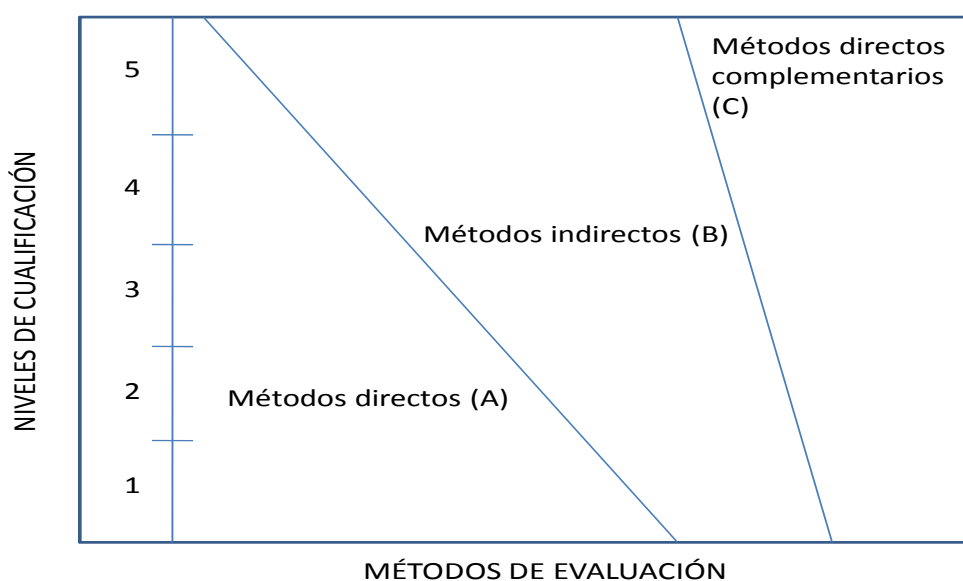 Métodos directos
complementarios
(C)
5
4
Métodos indirectos (B)
3
2
Métodos directos (A)
1
NIVELES DE CUALIFICACIÓN
MÉTODOS DE EVALUACIÓN